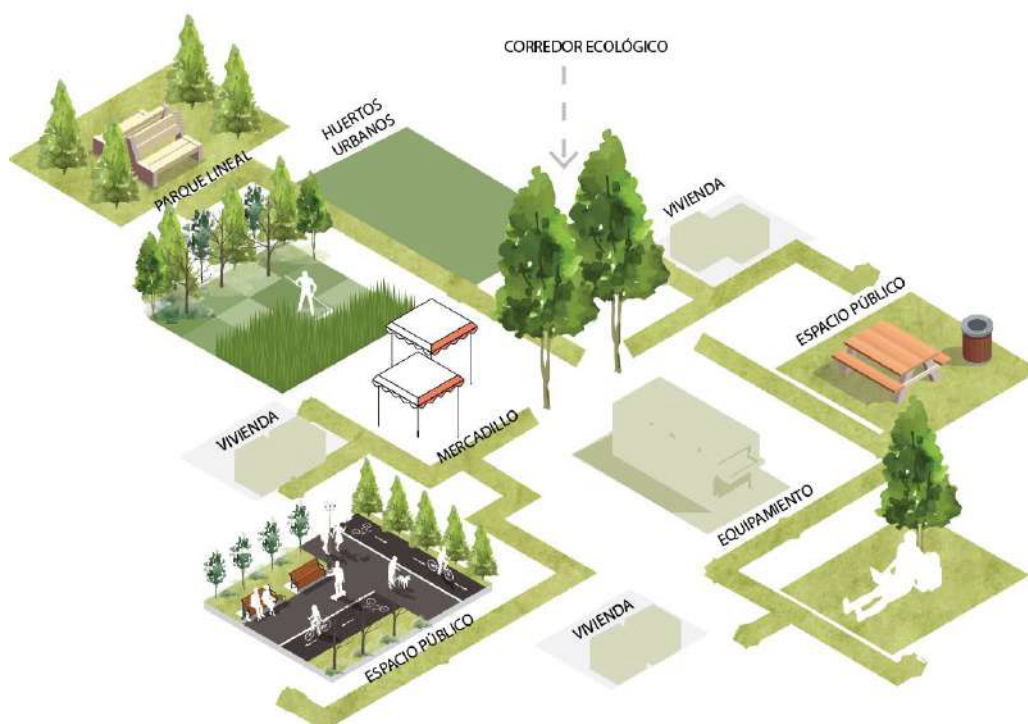 CORREDOR ECOLÓGICO
HUERTOS
URBANOS
PARQUE LINEAL
VIVIENDA
ESPACIO PÚBLICO
VIVIENDA
MERCADILLO
EQUIPAMIENTO
VIVIENDA
ESPACIO PÚBLICO